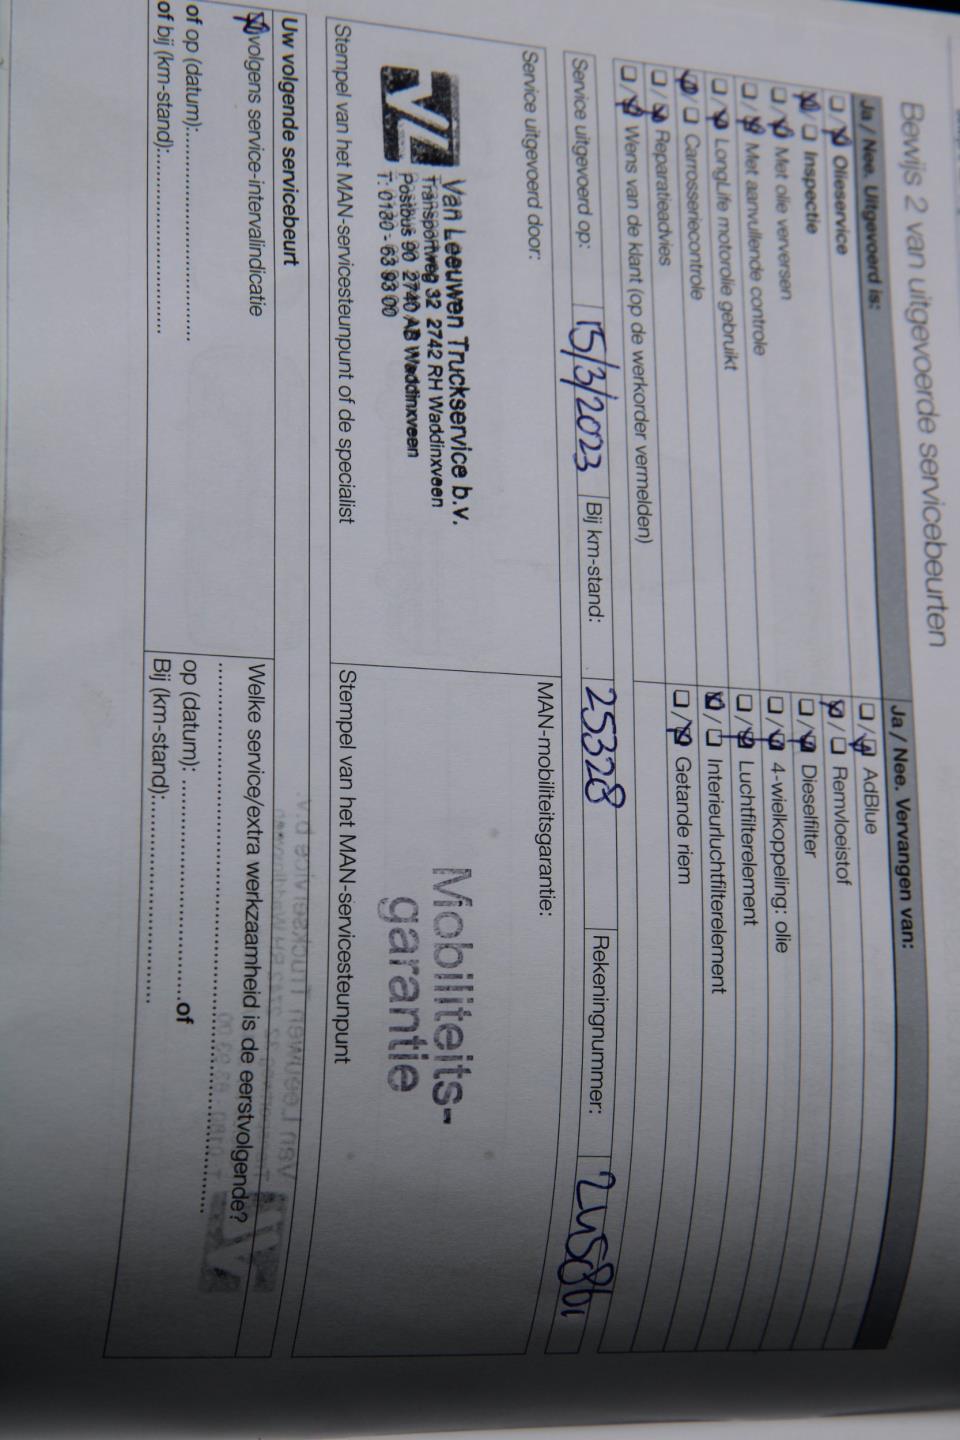 Bewijs 2 van uitgevoerde servicebeurten
Ja / Nee. Uitgevoerd is:
☐/☒ Olieservice
☒/☐ Inspectie
☐/☒ Met olie verversen
☐/☒ Met aanvullende controle
☐/☒ LongLife motorolie gebruikt
☒/☐ Carrosseriecontrole
☐/☒ Reparatieadvies
☐/☒ Wens van de klant (op de werkorder vermelden)
Ja / Nee. Vervangen van:
☐/☒ AdBlue
☒/☐ Remvloeistof
☐/☒ Dieselfilter
☐/☒ 4-wielkoppeling: olie
☐/☒ Luchtfilterelement
☒/☐ Interieurluchtfilterelement
☐/☒ Getande riem
Service uitgevoerd op: 15/3/2023 Bij km-stand: 25328 Rekeningnummer:
Service uitgevoerd door:
Van Leeuwen Truckservice b.v.
Transportweg 32 2742 RH Waddinxveen
Postbus 90 2740 AB Waddinxveen
T: 0180 - 63 93 00
Stempel van het MAN-servicesteunpunt of de specialist
MAN-mobiliteitsgarantie:
Mobiliteits-
garantie
Stempel van het MAN-servicesteunpunt
Uw volgende servicebeurt
☒ volgens service-intervalindicatie
of op (datum):
of bij (km-stand):
Welke service/extra werkzaamheid is de eerstvolgende?
op (datum): of
Bij (km-stand):